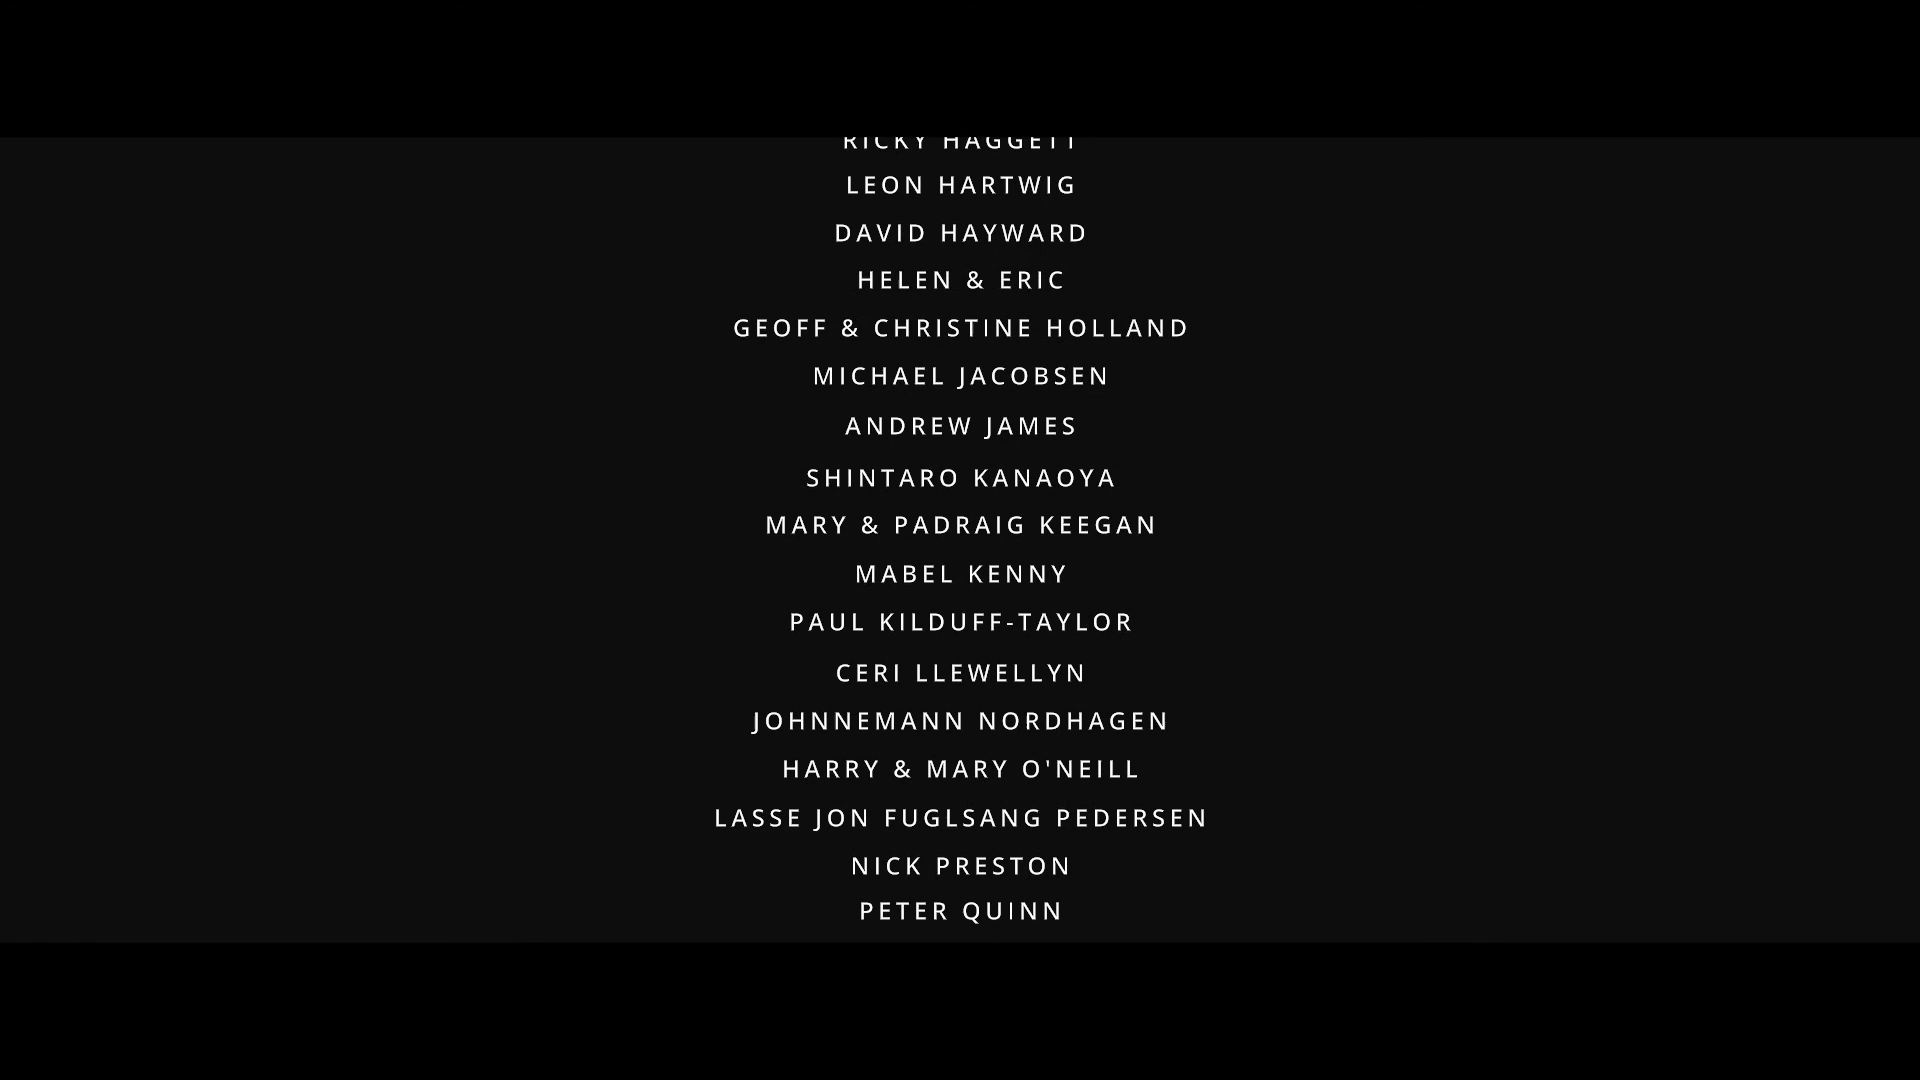 RICKY HAGGETT
LEON HARTWIG
DAVID HAYWARD
HELEN & ERIC
GEOFF & CHRISTINE HOLLAND
MICHAEL JACOBSEN
ANDREW JAMES
SHINTARO KANAOYA
MARY & PADRAIG KEEGAN
MABEL KENNY
PAUL KILDUFF-TAYLOR
CERI LLEWELLYN
JOHNNEMANN NORDHAGEN
HARRY & MARY O'NEILL
LASSE JON FUGLSANG PEDERSEN
NICK PRESTON
PETER QUINN